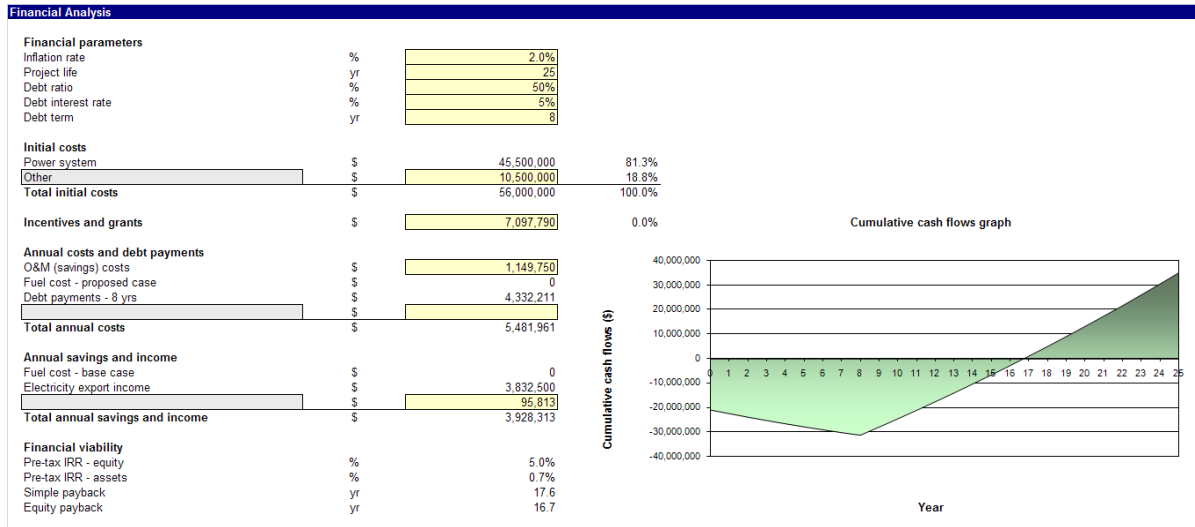 Financial Analysis
Financial parameters
Inflation rate % 2.0%
Project life yr 25
Debt ratio % 50%
Debt interest rate % 5%
Debt term yr 8
Initial costs
Power system $ 45,500,000 81.3%
Other $ 10,500,000 18.8%
Total initial costs $ 56,000,000 100.0%
Incentives and grants $ 7,097,790 0.0%
Annual costs and debt payments
O&M (savings) costs $ 1,149,750
Fuel cost - proposed case $ 0
Debt payments - 8 yrs $ 4,332,211
$
Total annual costs $ 5,481,961
Annual savings and income
Fuel cost - base case $ 0
Electricity export income $ 3,832,500
$ 95,813
Total annual savings and income $ 3,928,313
Financial viability
Pre-tax IRR - equity % 5.0%
Pre-tax IRR - assets % 0.7%
Simple payback yr 17.6
Equity payback yr 16.7
Cumulative cash flows graph
Cumulative cash flows ($)
40,000,000
30,000,000
20,000,000
10,000,000
0
0 1 2 3 4 5 6 7 8 9 10 11 12 13 14 15 16 17 18 19 20 21 22 23 24 25
-10,000,000
-20,000,000
-30,000,000
-40,000,000
Year